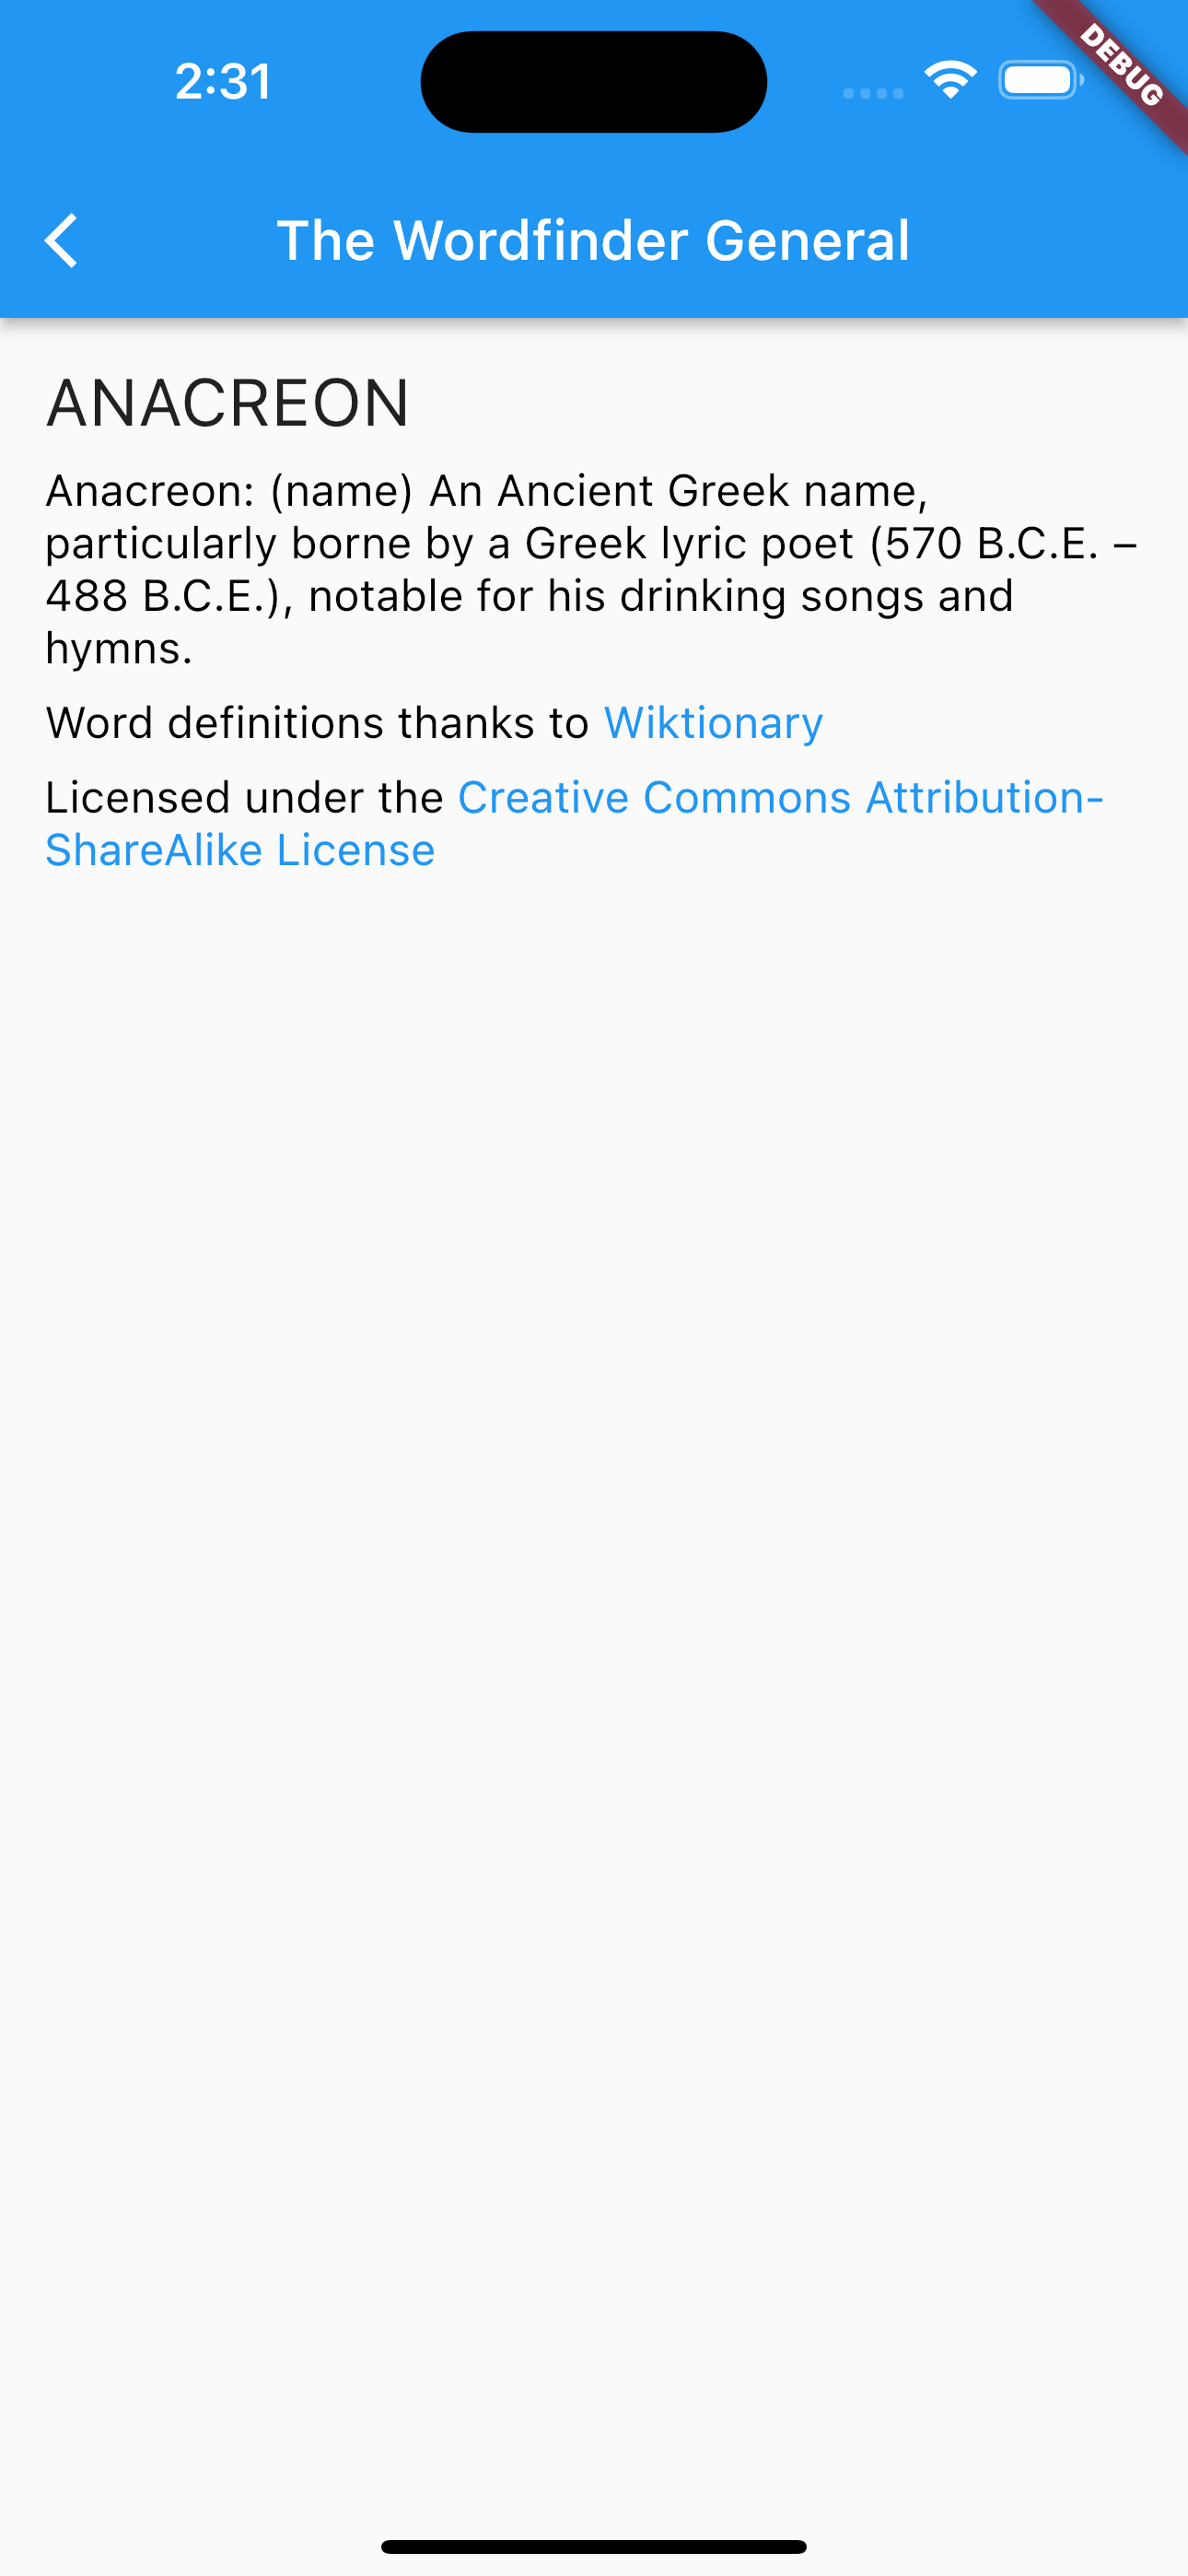 2:31
DEBUG
The Wordfinder General
ANACREON
Anacreon: (name) An Ancient Greek name,
particularly borne by a Greek lyric poet (570 B.C.E. –
488 B.C.E.), notable for his drinking songs and
hymns.
Word definitions thanks to Wiktionary
Licensed under the Creative Commons Attribution-
ShareAlike License